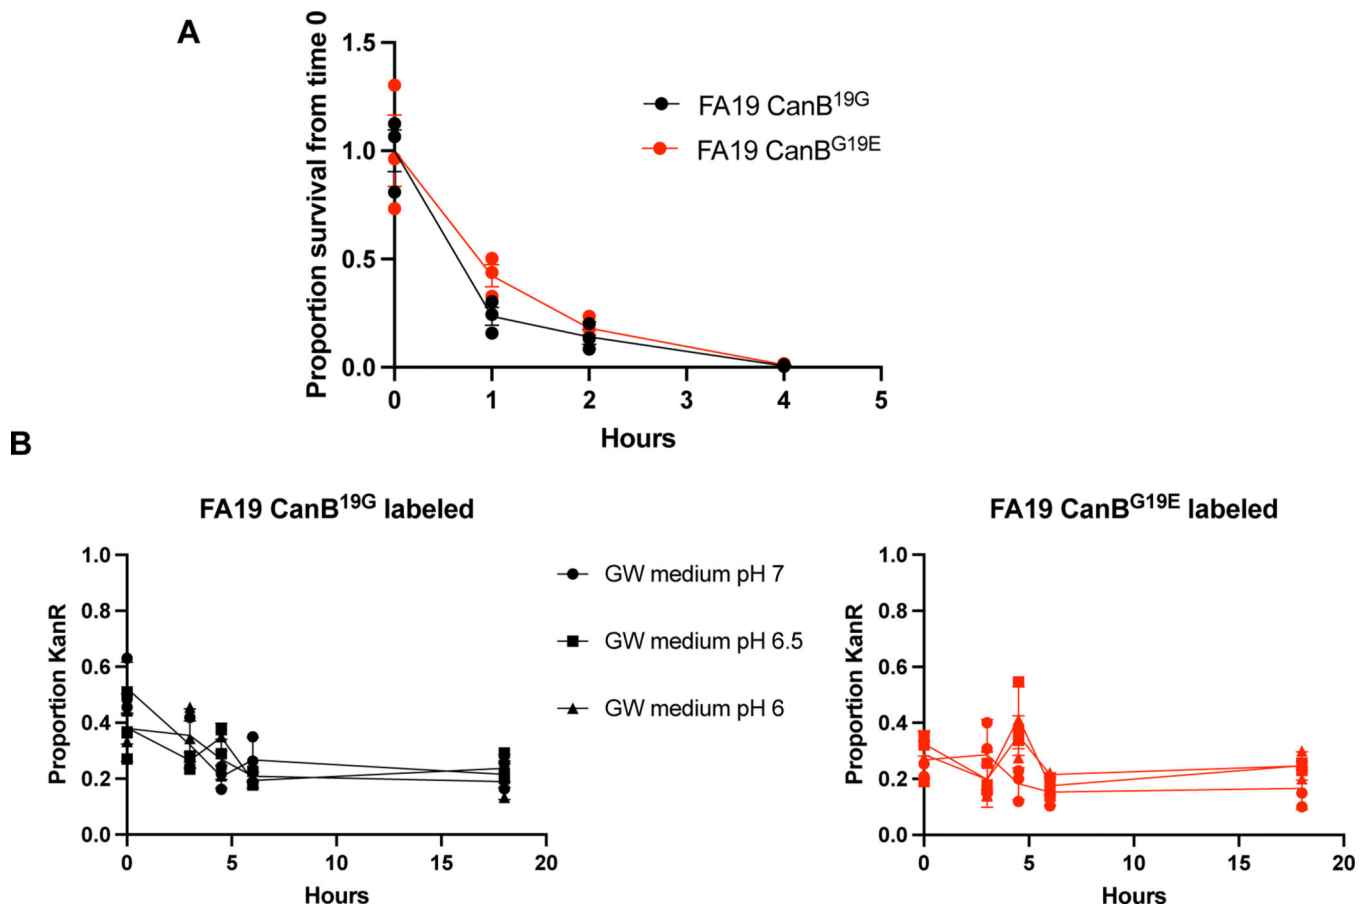 A
Proportion survival from time 0
1.5
1.0
0.5
0.0
0 1 2 3 4 5
Hours
FA19 CanB19G
FA19 CanBG19E
B
FA19 CanB19G labeled
Proportion KanR
1.0
0.8
0.6
0.4
0.2
0.0
0 5 10 15 20
Hours
GW medium pH 7
GW medium pH 6.5
GW medium pH 6
FA19 CanBG19E labeled
Proportion KanR
1.0
0.8
0.6
0.4
0.2
0.0
0 5 10 15 20
Hours